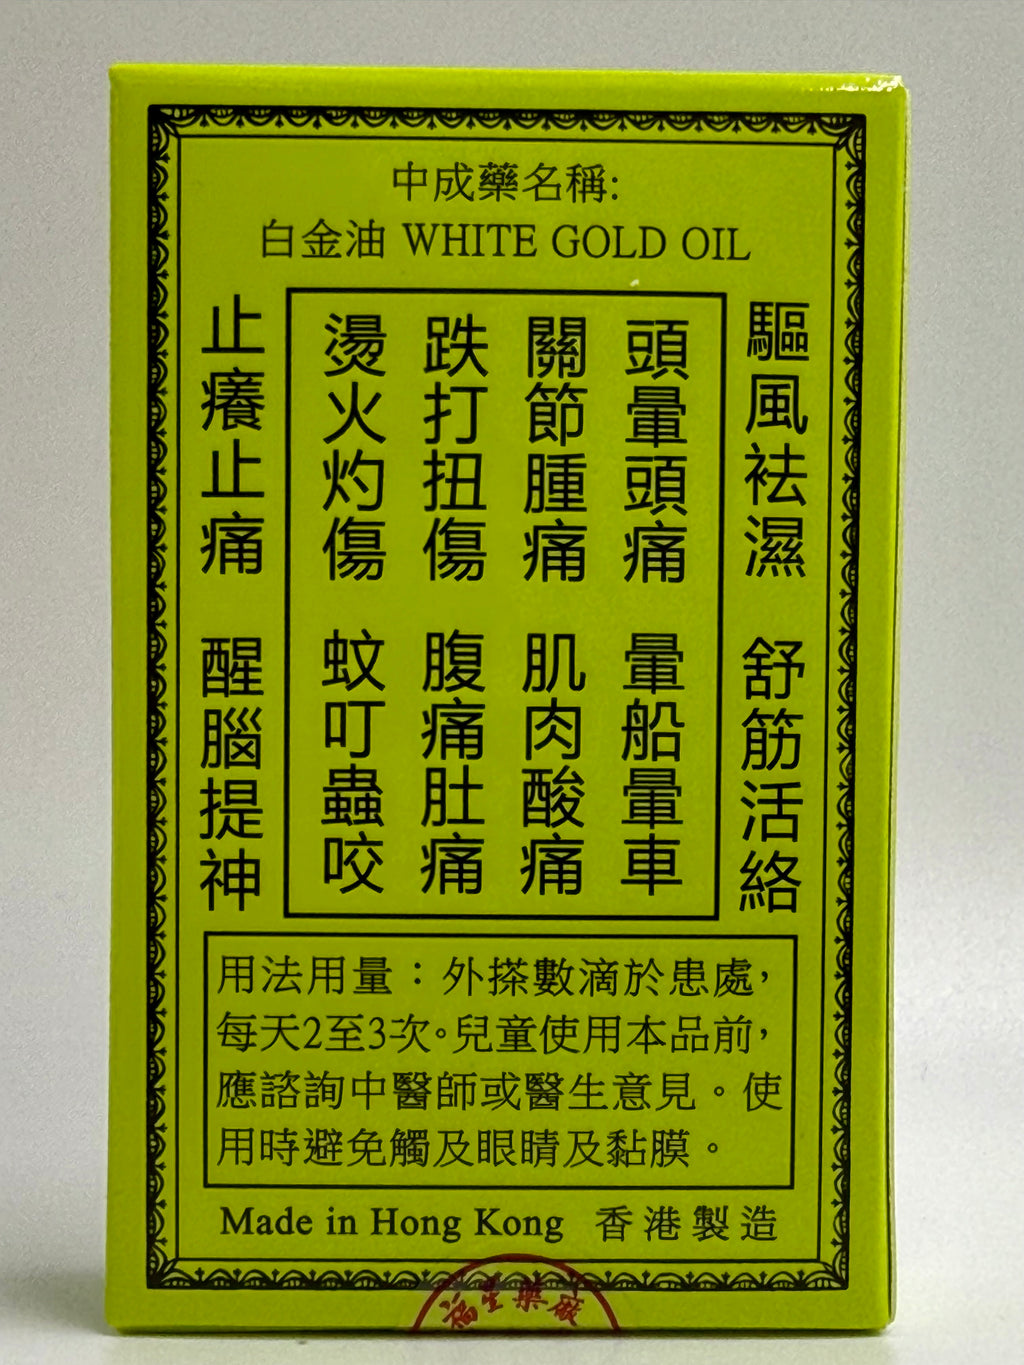 中成藥名稱:
白金油 WHITE GOLD OIL
驅風祛濕 舒筋活絡
頭暈頭痛 暈船暈車
關節腫痛 肌肉酸痛
跌打扭傷 腹痛肚痛
燙火灼傷 蚊叮蟲咬
止癢止痛 醒腦提神
用法用量：外搽數滴於患處，
每天2至3次。兒童使用本品前，
應諮詢中醫師或醫生意見。使
用時避免觸及眼睛及黏膜。
Made in Hong Kong 香港製造
福星藥廠